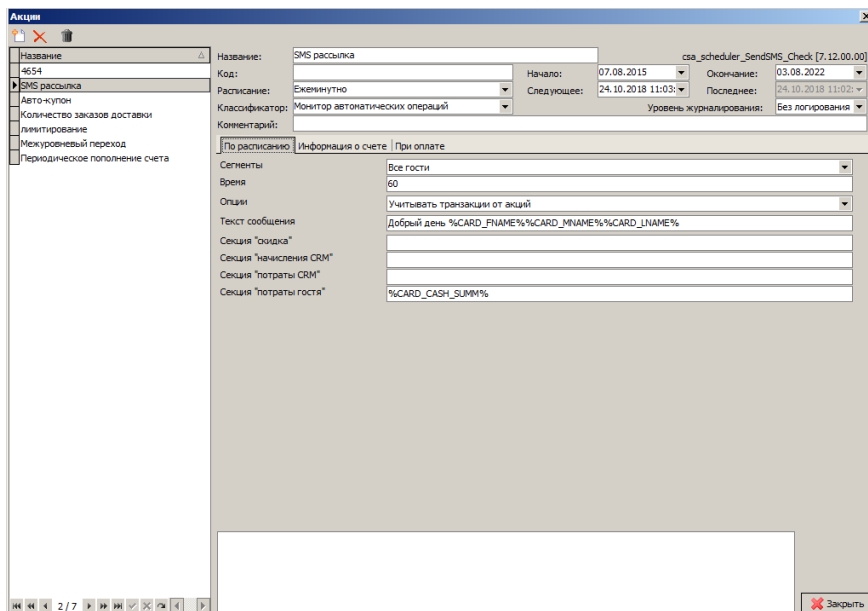 Акции
Название
4654
SMS рассылка
Авто-купон
Количество заказов доставки
лимитирование
Межуровневый переход
Периодическое пополнение счета
2 / 7
Название: SMS рассылка csa_scheduler_SendSMS_Check [7.12.00.00]
Код: Начало: 07.08.2015 Окончание: 03.08.2022
Расписание: Ежеминутно Следующее: 24.10.2018 11:03: Последнее: 24.10.2018 11:02:
Классификатор: Монитор автоматических операций Уровень журналирования: Без логирования
Комментарий:
По расписанию Информация о счете При оплате
Сегменты Все гости
Время 60
Опции Учитывать транзакции от акций
Текст сообщения Добрый день %CARD_FNAME%%CARD_MNAME%%CARD_LNAME%
Секция "скидка"
Секция "начисления CRM"
Секция "потраты CRM"
Секция "потраты гостя" %CARD_CASH_SUMM%
Закрыть